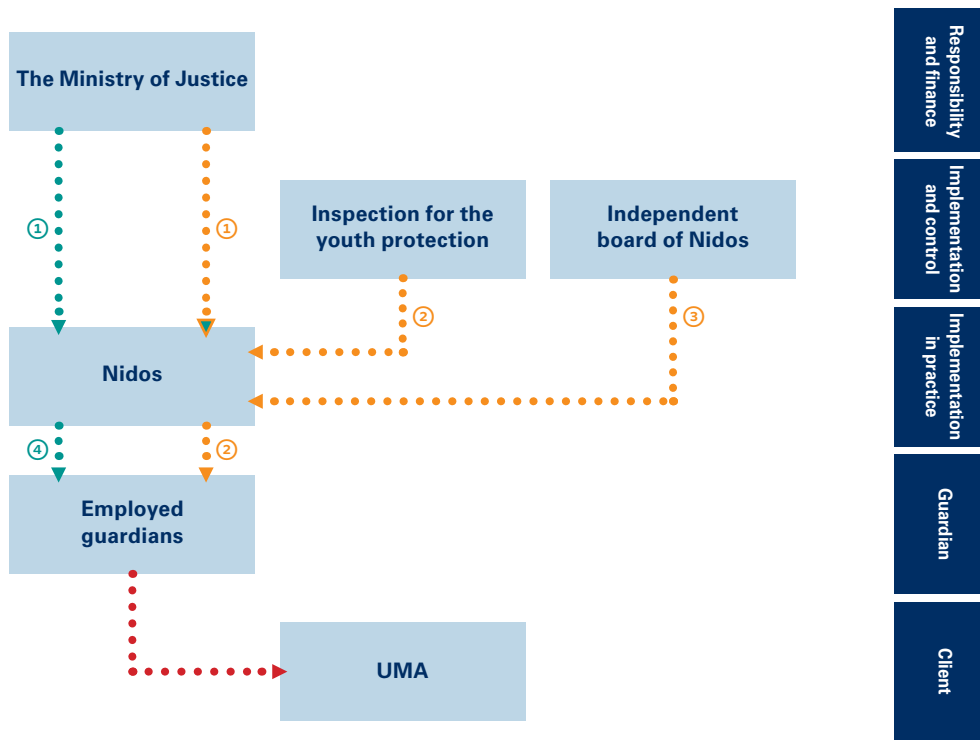 The Ministry of Justice
Responsibility
and finance
Inspection for the
youth protection
Independent
board of Nidos
Implementation
and control
1
1
2
3
Nidos
Implementation
in practice
4
2
Employed
guardians
Guardian
UMA
Client